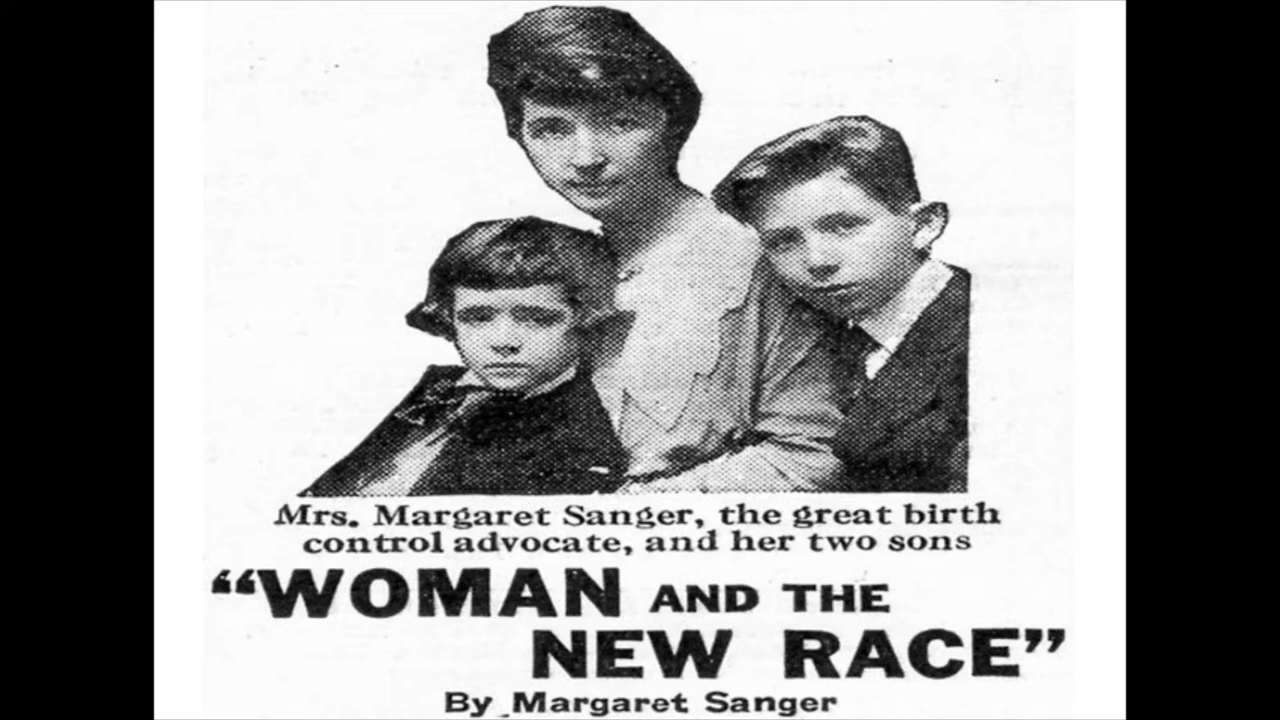 Mrs. Margaret Sanger, the great birth
control advocate, and her two sons
“WOMAN AND THE
NEW RACE”
By Margaret Sanger